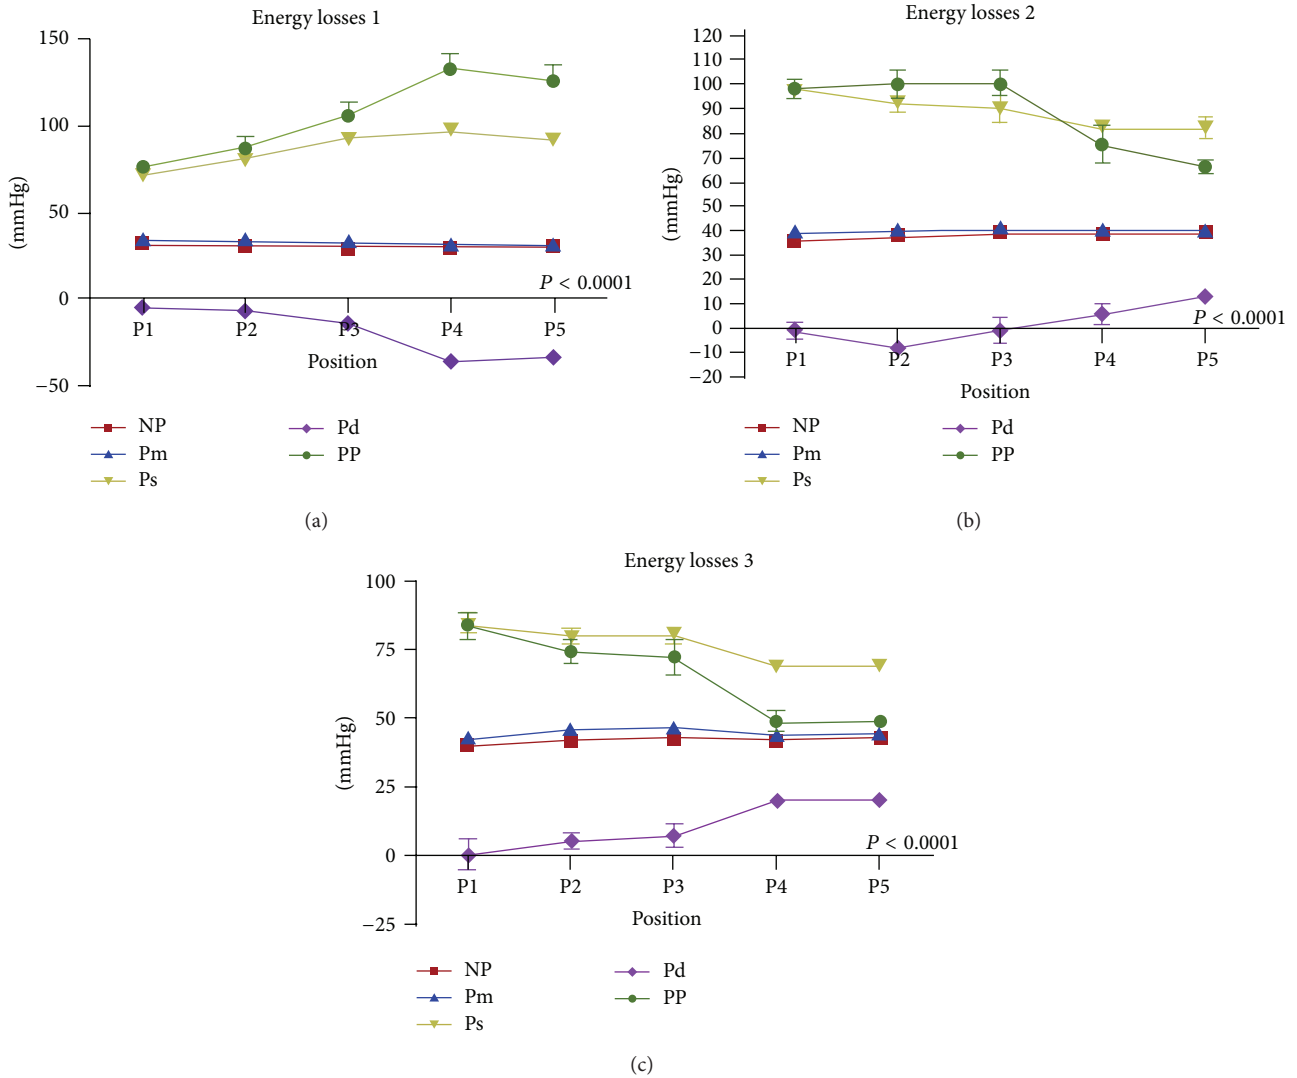 Energy losses 1
150
100
50
0
−50
(mmHg)
P < 0.0001
P1 P2 P3 P4 P5
Position
NP
Pm
Ps
Pd
PP
(a)
Energy losses 2
120
110
100
90
80
70
60
50
40
30
20
10
0
−10
−20
(mmHg)
P < 0.0001
P1 P2 P3 P4 P5
Position
NP
Pm
Ps
Pd
PP
(b)
Energy losses 3
100
75
50
25
0
−25
(mmHg)
P < 0.0001
P1 P2 P3 P4 P5
Position
NP
Pm
Ps
Pd
PP
(c)